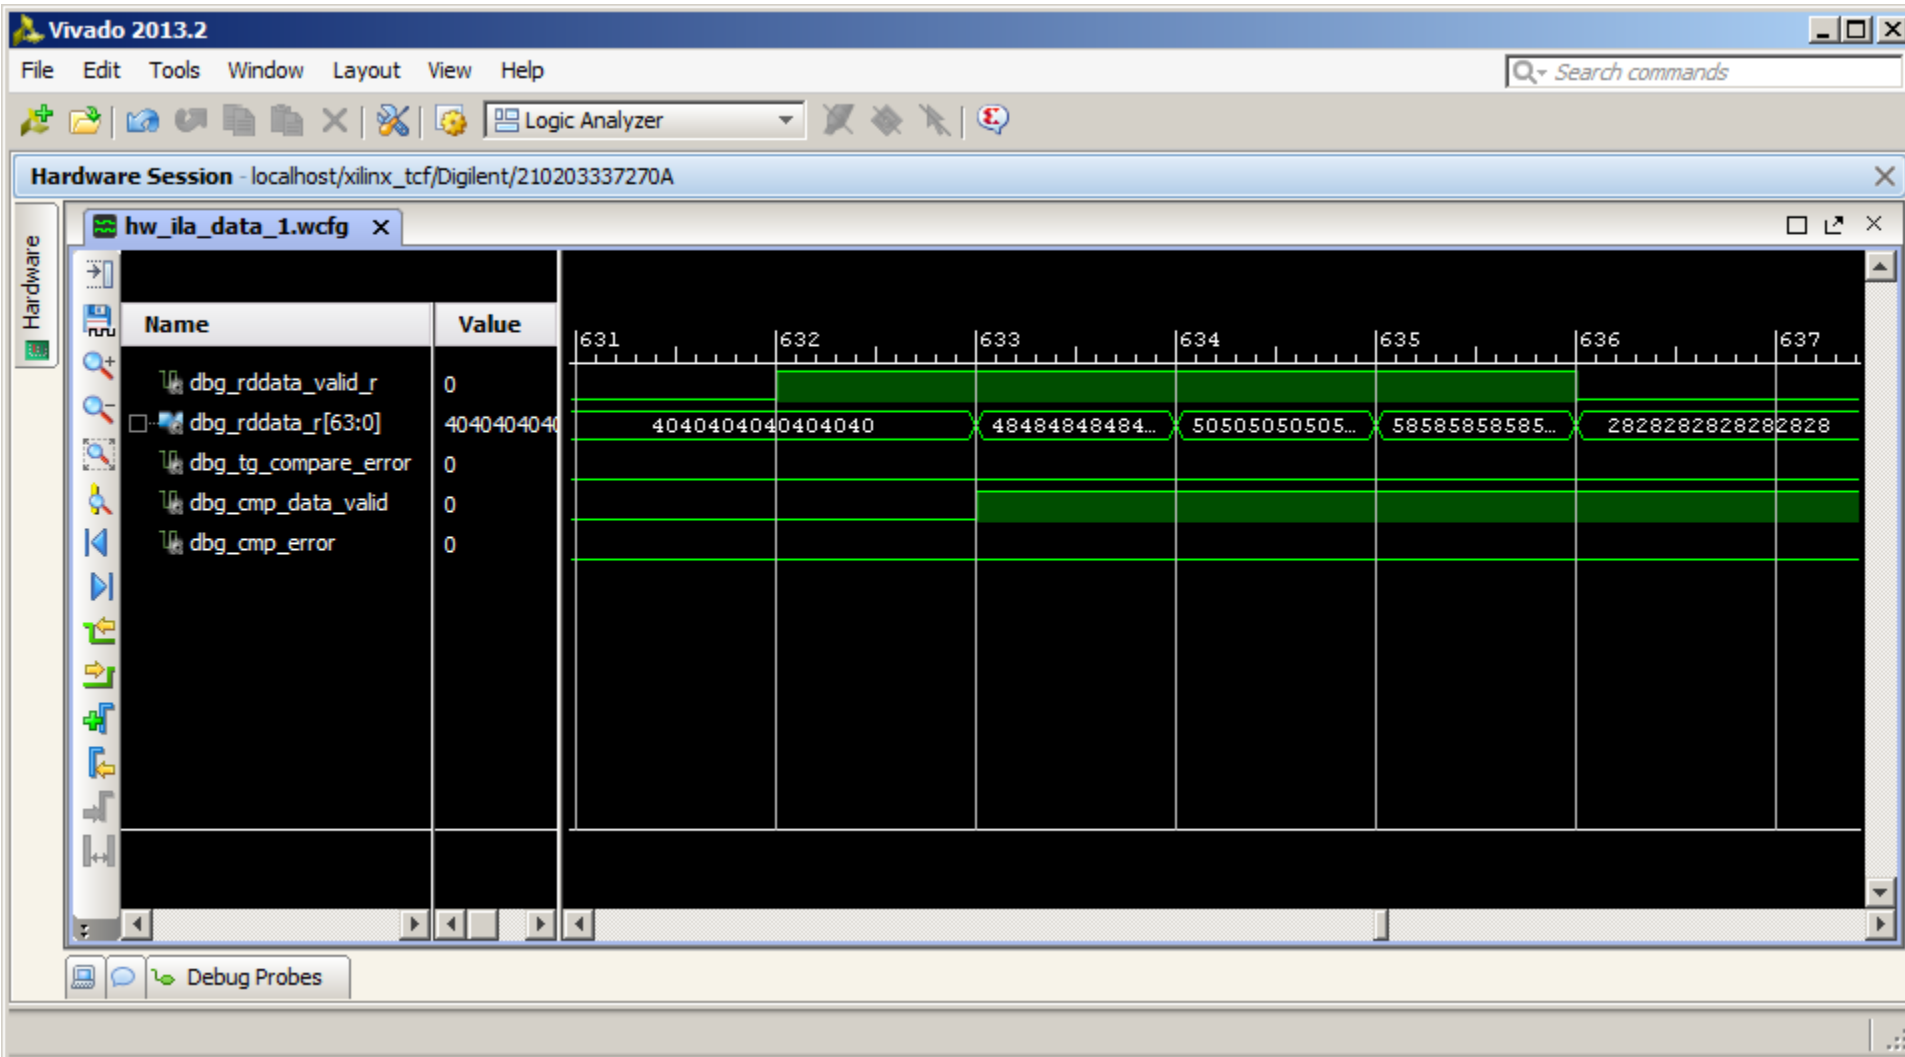 Vivado 2013.2
File Edit Tools Window Layout View Help
Search commands
Logic Analyzer
Hardware Session - localhost/xilinx_tcf/Digilent/210203337270A
Hardware
hw_ila_data_1.wcfg
Name Value
631 632 633 634 635 636 637
dbg_rddata_valid_r 0
dbg_rddata_r[63:0] 4040404040 4040404040404040 48484848484... 50505050505... 58585858585... 2828282828282828
dbg_tg_compare_error 0
dbg_cmp_data_valid 0
dbg_cmp_error 0
Debug Probes